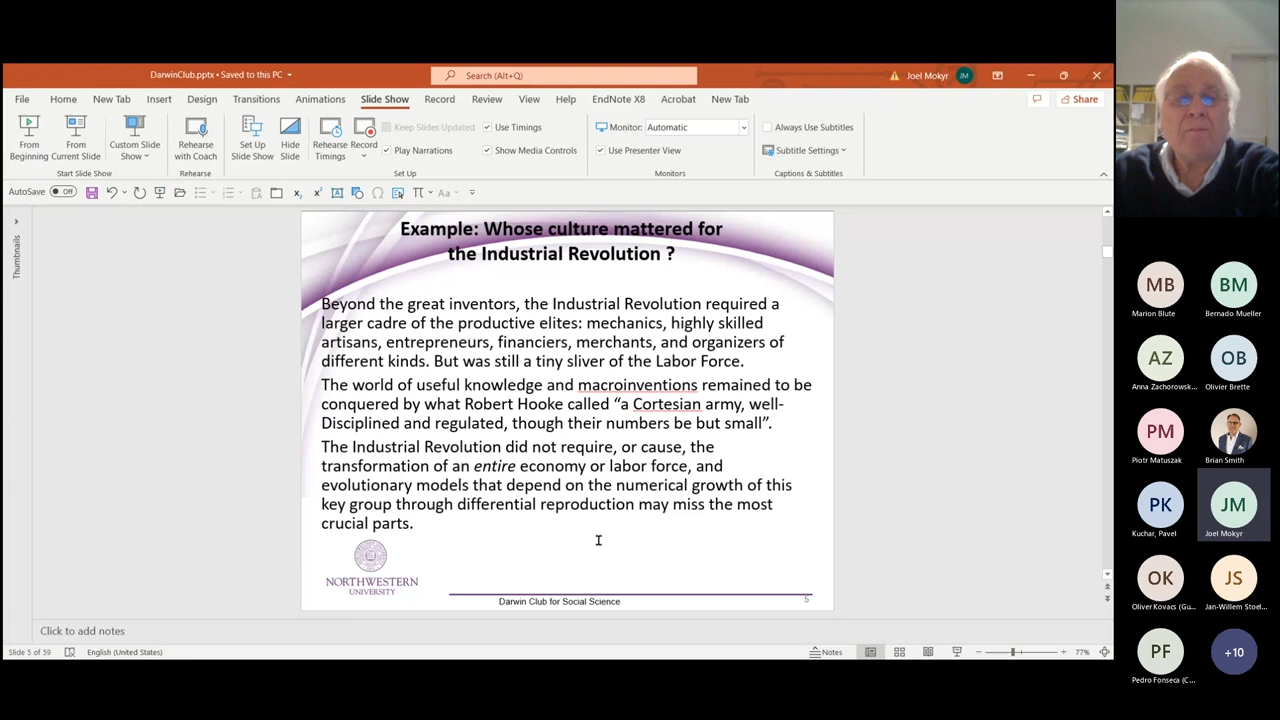 DarwinClub.pptx • Saved to this PC
Search (Alt+Q)
Joel Mokyr
JM
File Home New Tab Insert Design Transitions Animations Slide Show Record Review View Help EndNote X8 Acrobat New Tab
Share
From Beginning
From Current Slide
Custom Slide Show
Rehearse with Coach
Set Up Slide Show
Hide Slide
Rehearse Timings
Record
Keep Slides Updated
Use Timings
Play Narrations
Show Media Controls
Monitor: Automatic
Use Presenter View
Always Use Subtitles
Subtitle Settings
Start Slide Show
Rehearse
Set Up
Monitors
Captions & Subtitles
AutoSave Off
Thumbnails
Example: Whose culture mattered for
the Industrial Revolution ?
Beyond the great inventors, the Industrial Revolution required a
larger cadre of the productive elites: mechanics, highly skilled
artisans, entrepreneurs, financiers, merchants, and organizers of
different kinds. But was still a tiny sliver of the Labor Force.
The world of useful knowledge and macroinventions remained to be
conquered by what Robert Hooke called “a Cortesian army, well-
Disciplined and regulated, though their numbers be but small”.
The Industrial Revolution did not require, or cause, the
transformation of an entire economy or labor force, and
evolutionary models that depend on the numerical growth of this
key group through differential reproduction may miss the most
crucial parts.
NORTHWESTERN
UNIVERSITY
Darwin Club for Social Science
5
Click to add notes
Slide 5 of 59
English (United States)
Notes
77%
MB
Marion Blute
BM
Bernado Mueller
AZ
Anna Zachorowsk...
OB
Olivier Brette
PM
Piotr Matuszak
Brian Smith
PK
Kuchar, Pavel
JM
Joel Mokyr
OK
Oliver Kovacs (Gu...
JS
Jan-Willem Stoel...
PF
Pedro Fonseca (C...
+10